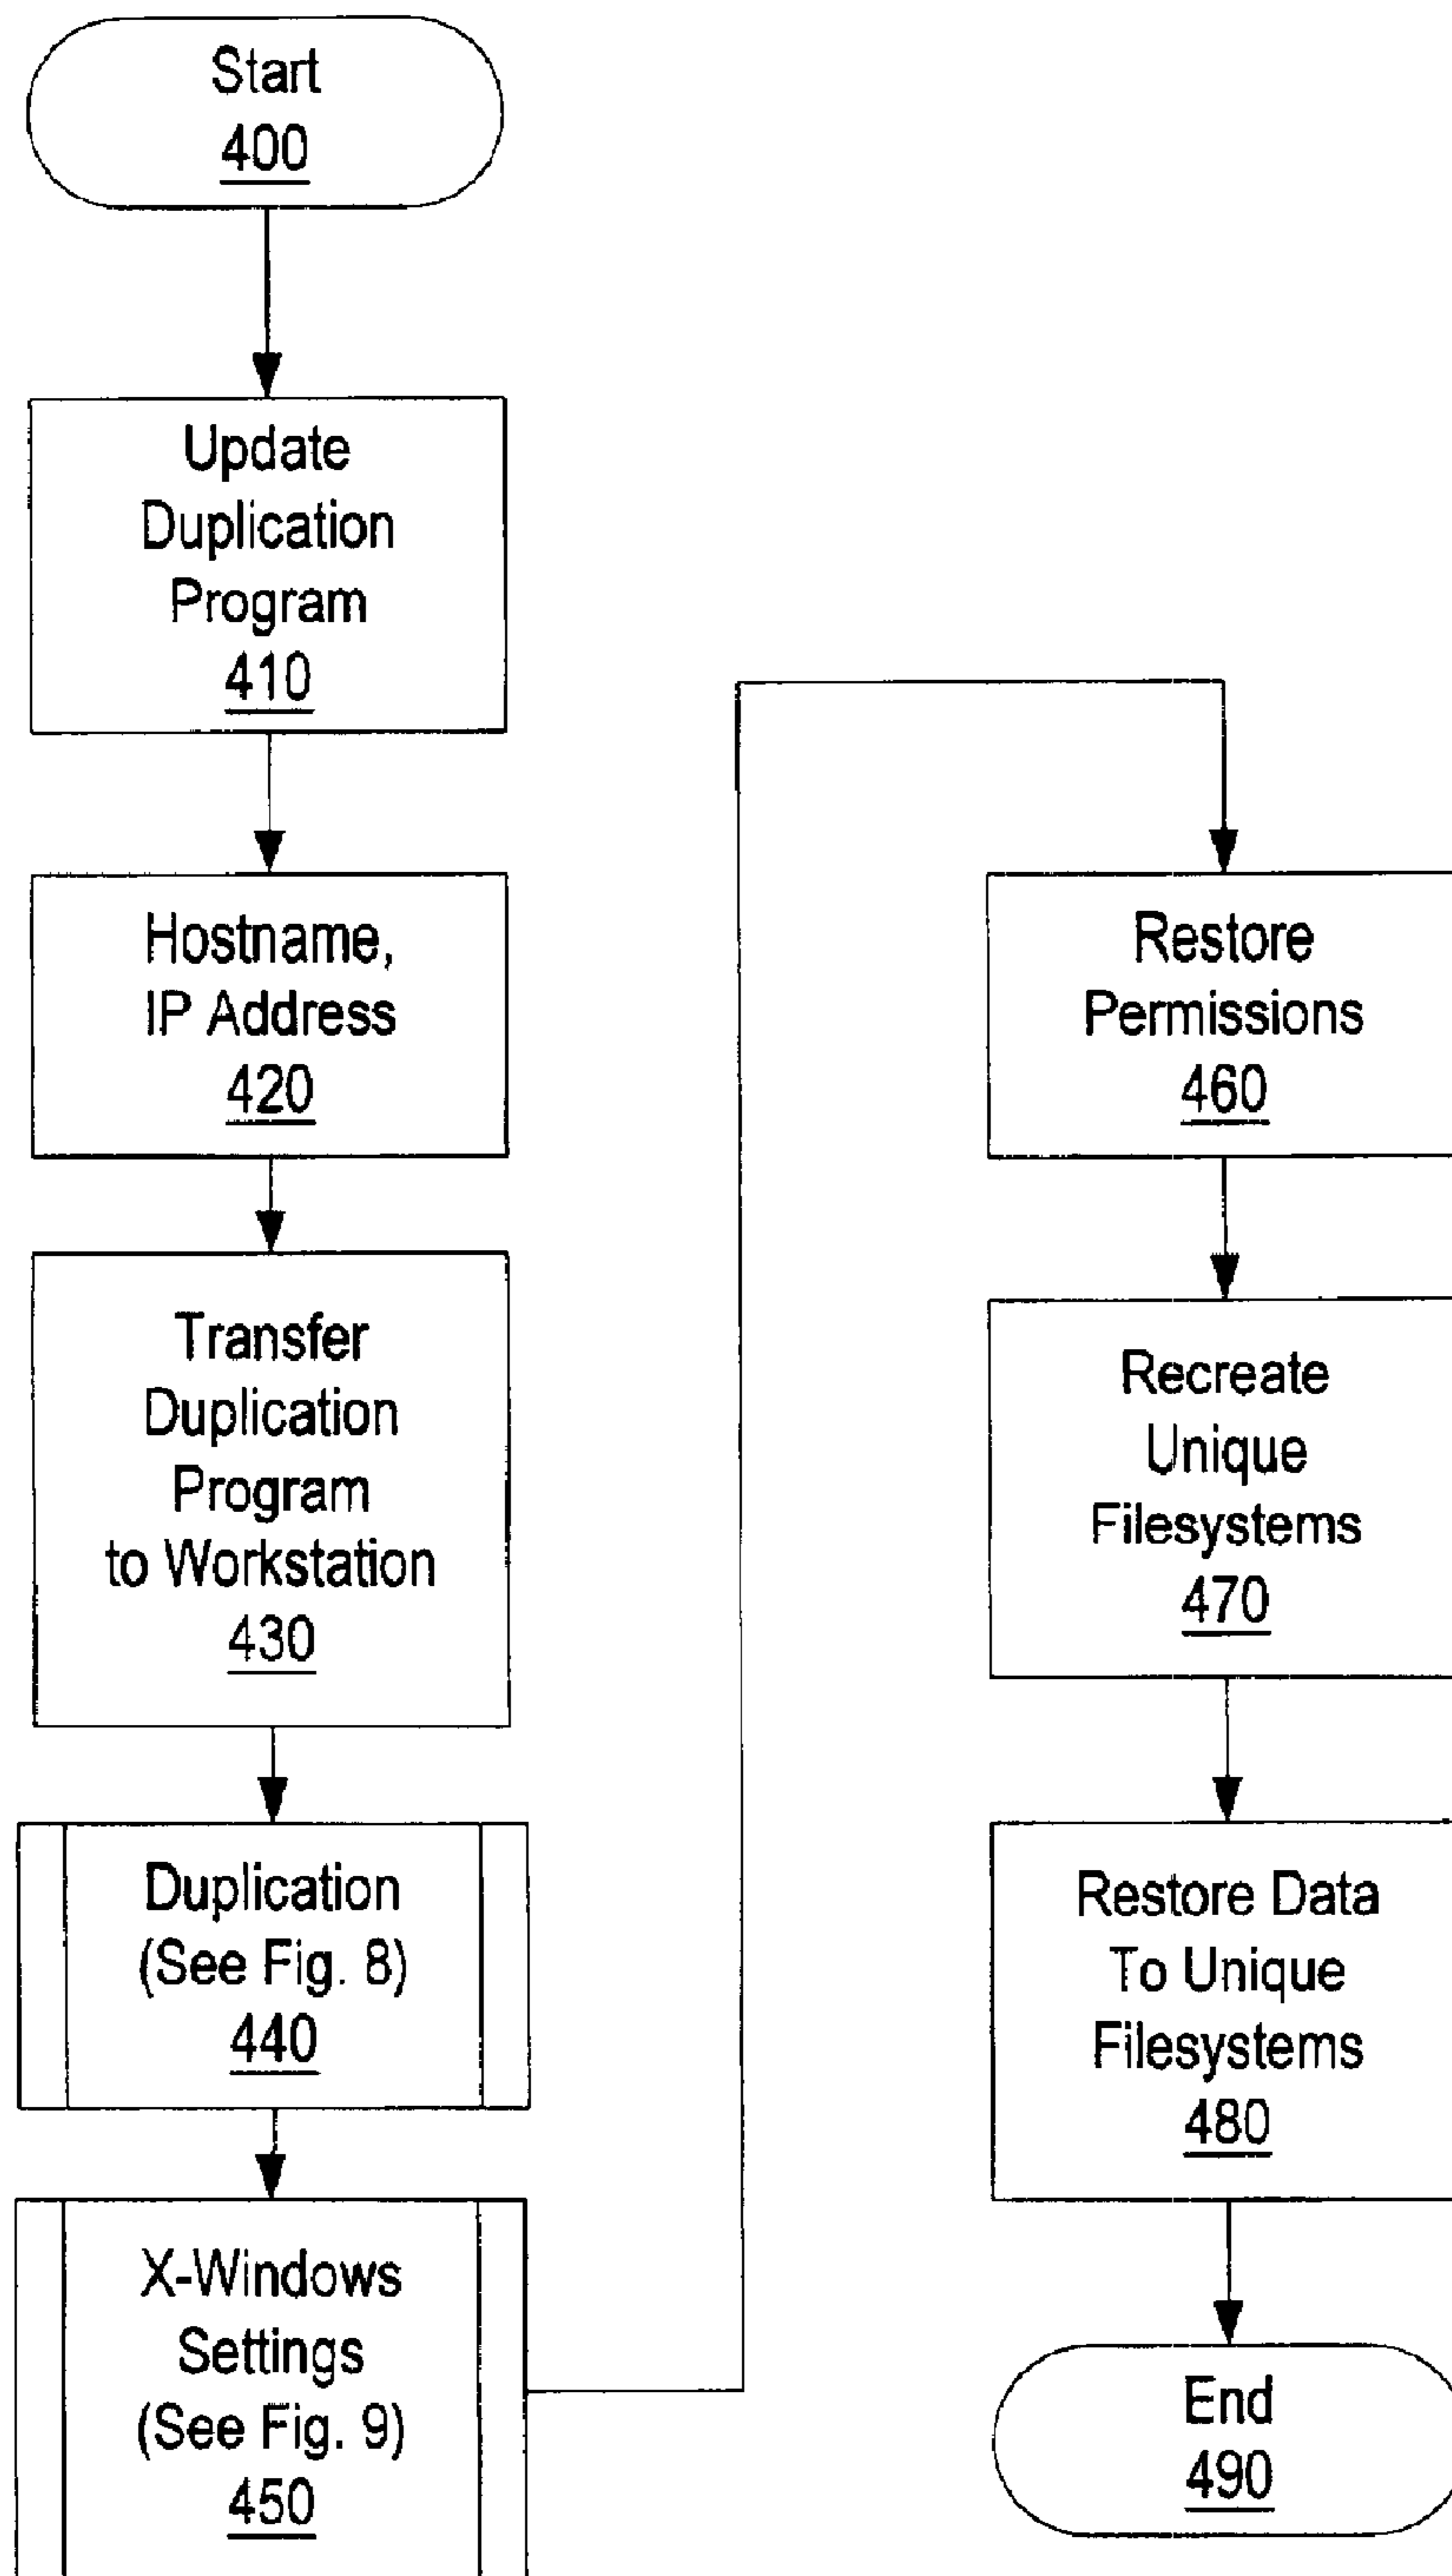 Start
400
Update
Duplication
Program
410
Hostname,
IP Address
420
Transfer
Duplication
Program
to Workstation
430
Duplication
(See Fig. 8)
440
X-Windows
Settings
(See Fig. 9)
450
Restore
Permissions
460
Recreate
Unique
Filesystems
470
Restore Data
To Unique
Filesystems
480
End
490